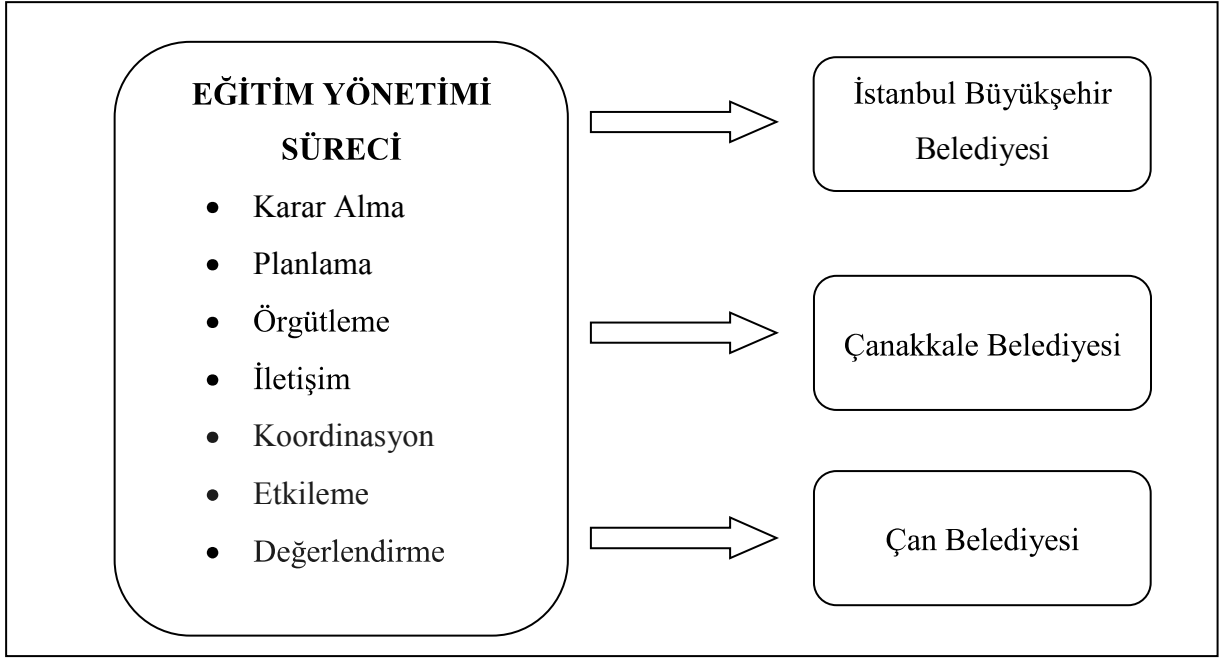 EĞİTİM YÖNETİMİ
SÜRECİ
• Karar Alma
• Planlama
• Örgütleme
• İletişim
• Koordinasyon
• Etkileme
• Değerlendirme
İstanbul Büyükşehir
Belediyesi
Çanakkale Belediyesi
Çan Belediyesi